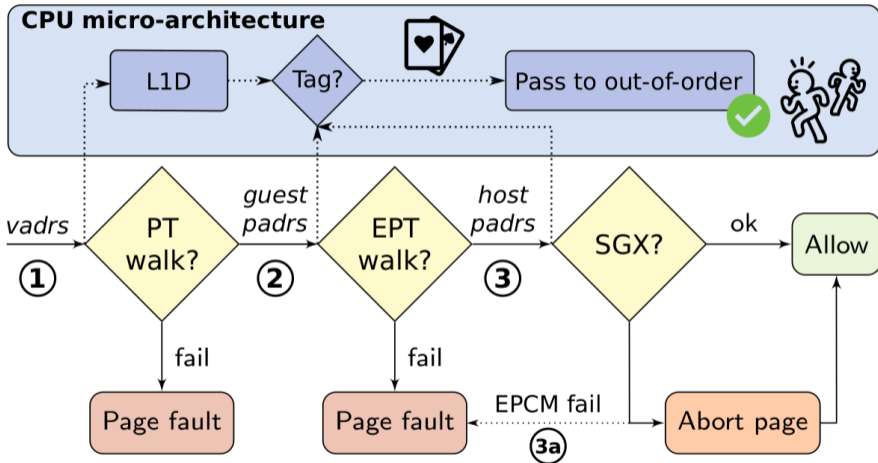 CPU micro-architecture
L1D
Tag?
Pass to out-of-order
vadrs
1
PT
walk?
guest
padrs
2
EPT
walk?
host
padrs
3
SGX?
ok
Allow
fail
fail
Page fault
Page fault
EPCM fail
3a
Abort page